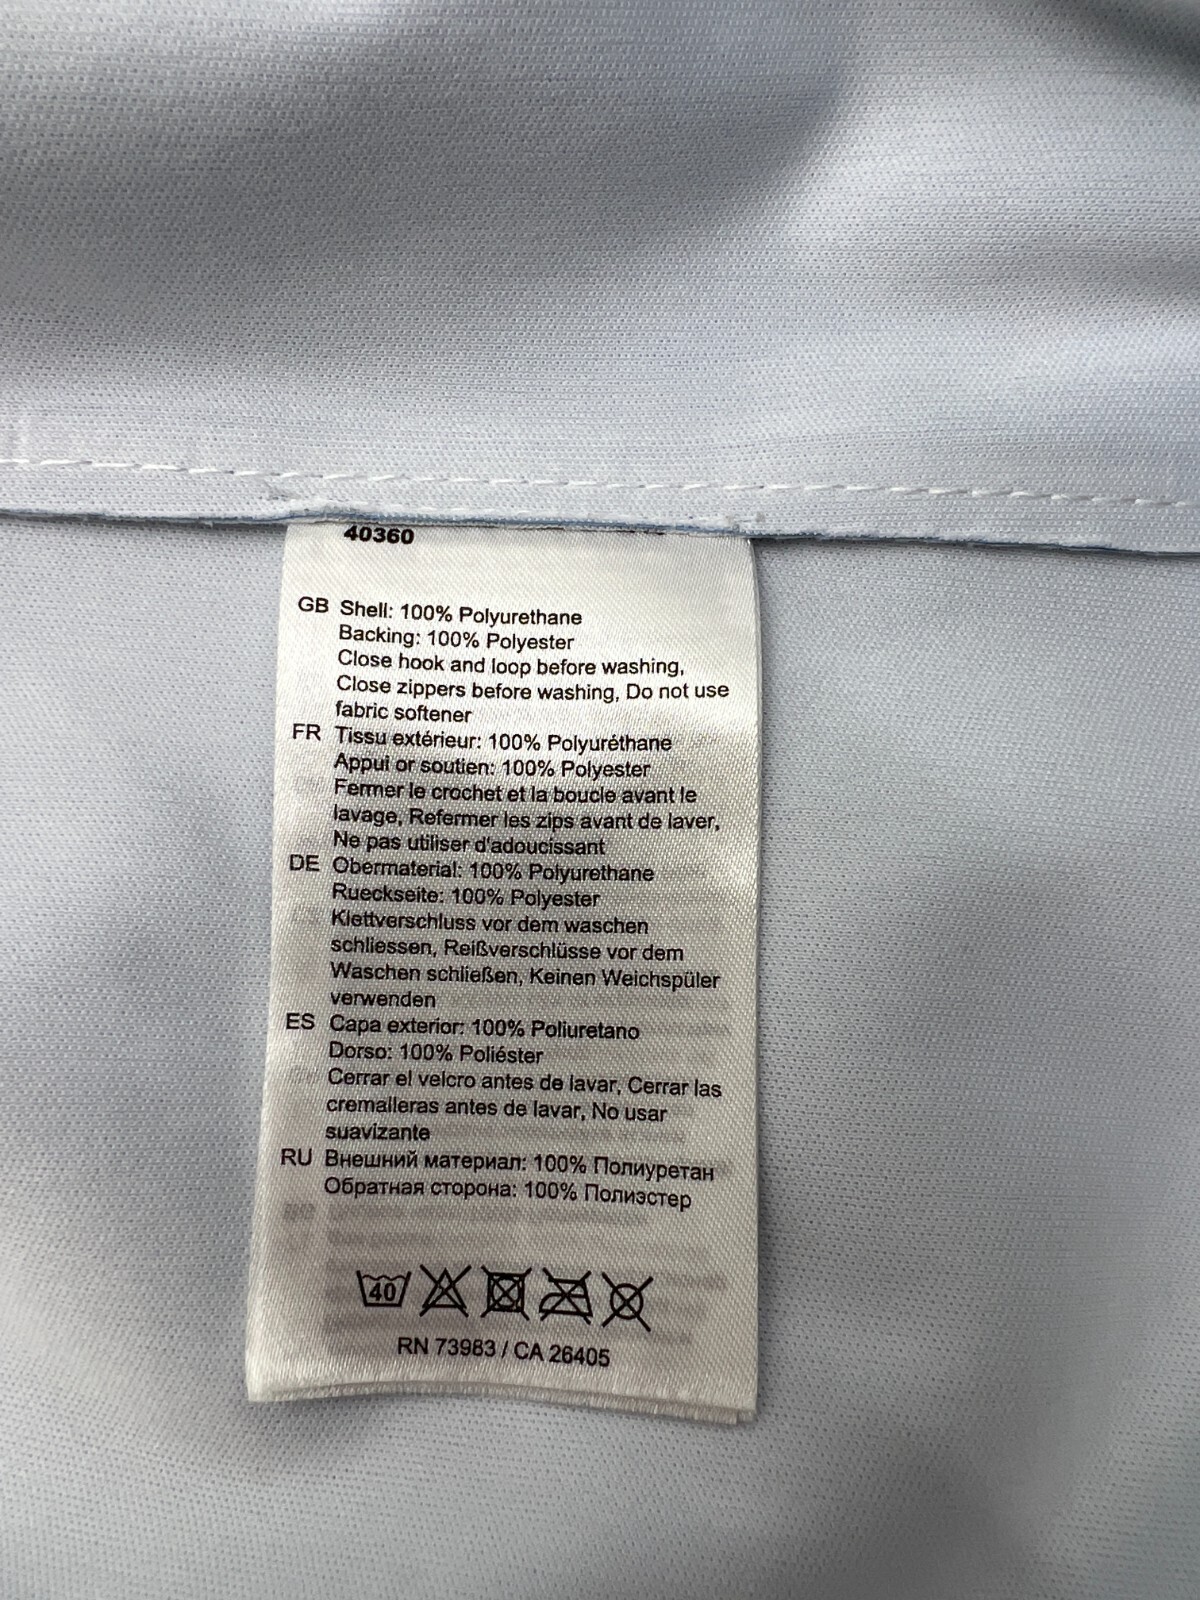 40360
GB Shell: 100% Polyurethane
Backing: 100% Polyester
Close hook and loop before washing,
Close zippers before washing, Do not use
fabric softener
FR Tissu extérieur: 100% Polyuréthane
Appui or soutien: 100% Polyester
Fermer le crochet et la boucle avant le
lavage, Refermer les zips avant de laver,
Ne pas utiliser d'adoucissant
DE Obermaterial: 100% Polyurethane
Rueckseite: 100% Polyester
Klettverschluss vor dem waschen
schliessen, Reißverschlüsse vor dem
Waschen schließen, Keinen Weichspüler
verwenden
ES Capa exterior: 100% Poliuretano
Dorso: 100% Poliéster
Cerrar el velcro antes de lavar, Cerrar las
cremalleras antes de lavar, No usar
suavizante
RU Внешний материал: 100% Полиуретан
Обратная сторона: 100% Полиэстер
40
RN 73983 / CA 26405